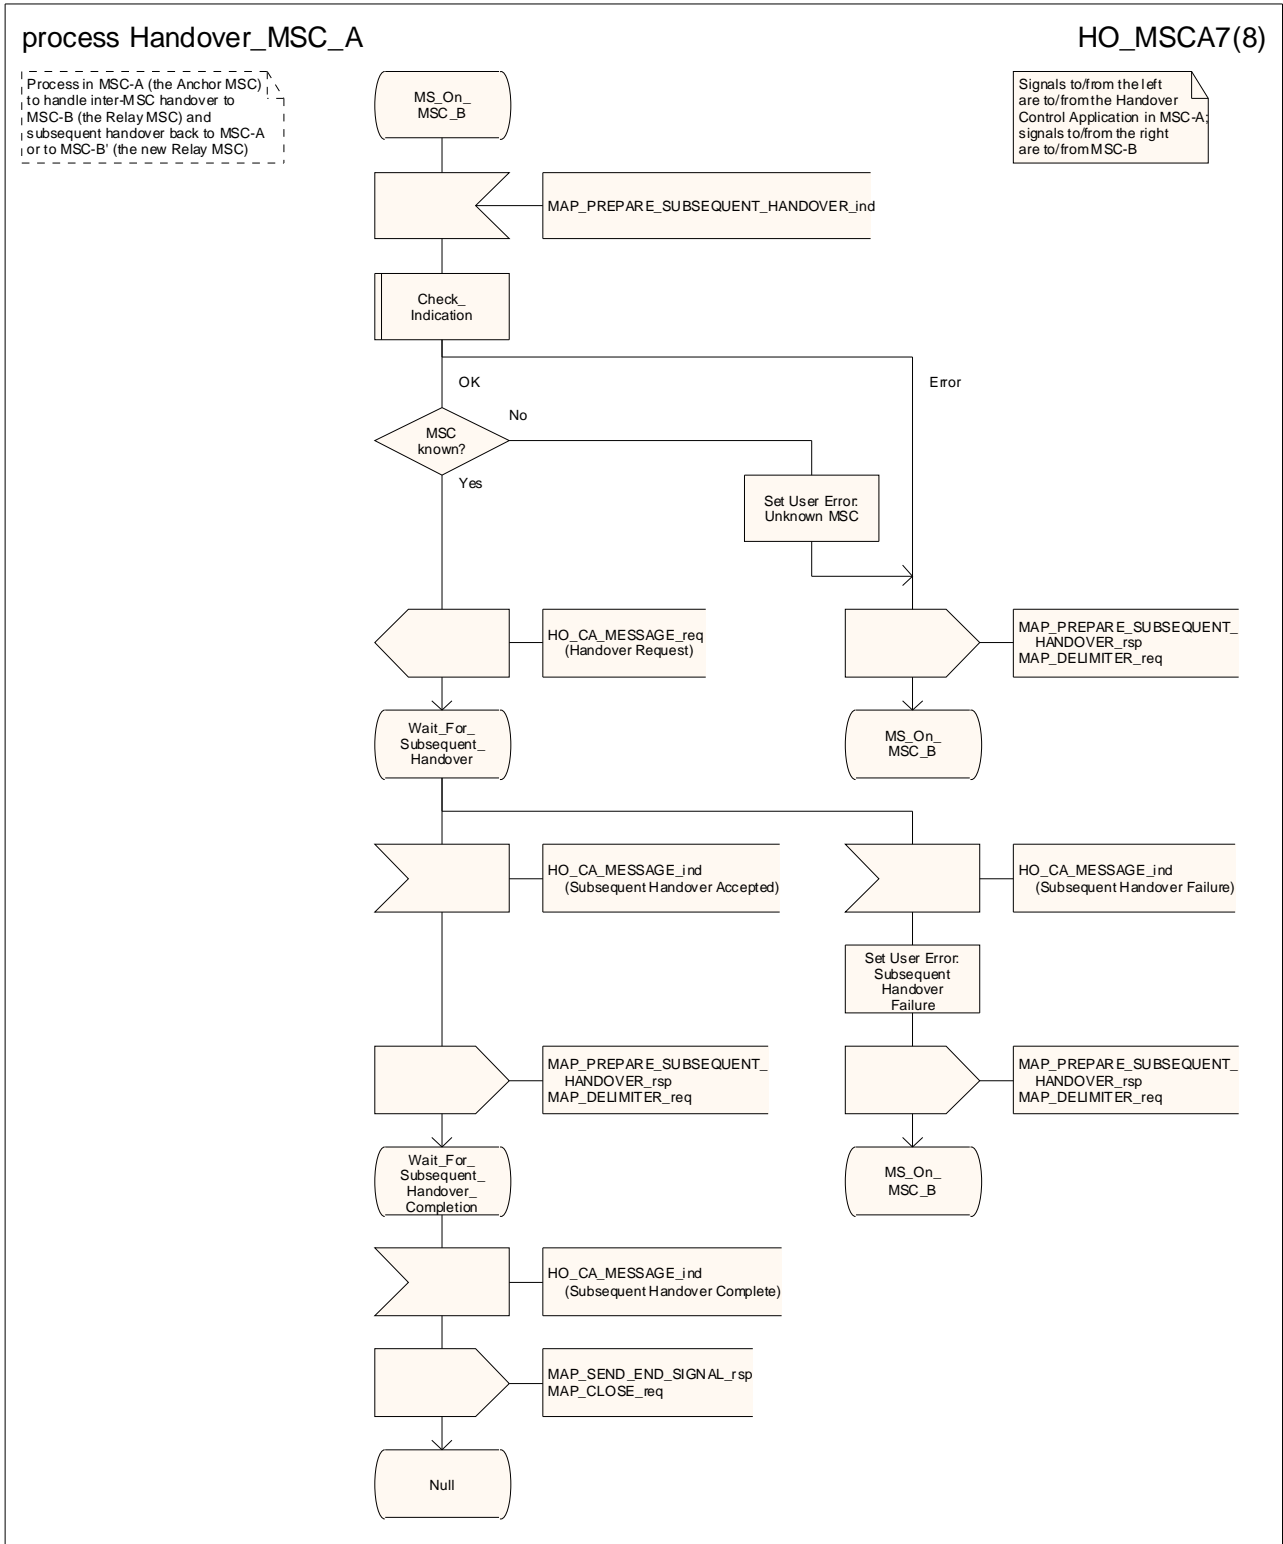 process Handover_MSC_A
HO_MSCA7(8)
Process in MSC-A (the Anchor MSC)
to handle inter-MSC handover to
MSC-B (the Relay MSC) and
subsequent handover back to MSC-A
or to MSC-B' (the new Relay MSC)
MS_On_
MSC_B
Signals to/from the left
are to/from the Handover
Control Application in MSC-A;
signals to/from the right
are to/from MSC-B
MAP_PREPARE_SUBSEQUENT_HANDOVER_ind
Check_
Indication
OK
Error
No
MSC
known?
Yes
Set User Error:
Unknown MSC
HO_CA_MESSAGE_req
(Handover Request)
MAP_PREPARE_SUBSEQUENT_
HANDOVER_rsp
MAP_DELIMITER_req
Wait_For_
Subsequent_
Handover
MS_On_
MSC_B
HO_CA_MESSAGE_ind
(Subsequent Handover Accepted)
HO_CA_MESSAGE_ind
(Subsequent Handover Failure)
Set User Error:
Subsequent
Handover
Failure
MAP_PREPARE_SUBSEQUENT_
HANDOVER_rsp
MAP_DELIMITER_req
MAP_PREPARE_SUBSEQUENT_
HANDOVER_rsp
MAP_DELIMITER_req
Wait_For_
Subsequent_
Handover_
Completion
MS_On_
MSC_B
HO_CA_MESSAGE_ind
(Subsequent Handover Complete)
MAP_SEND_END_SIGNAL_rsp
MAP_CLOSE_req
Null